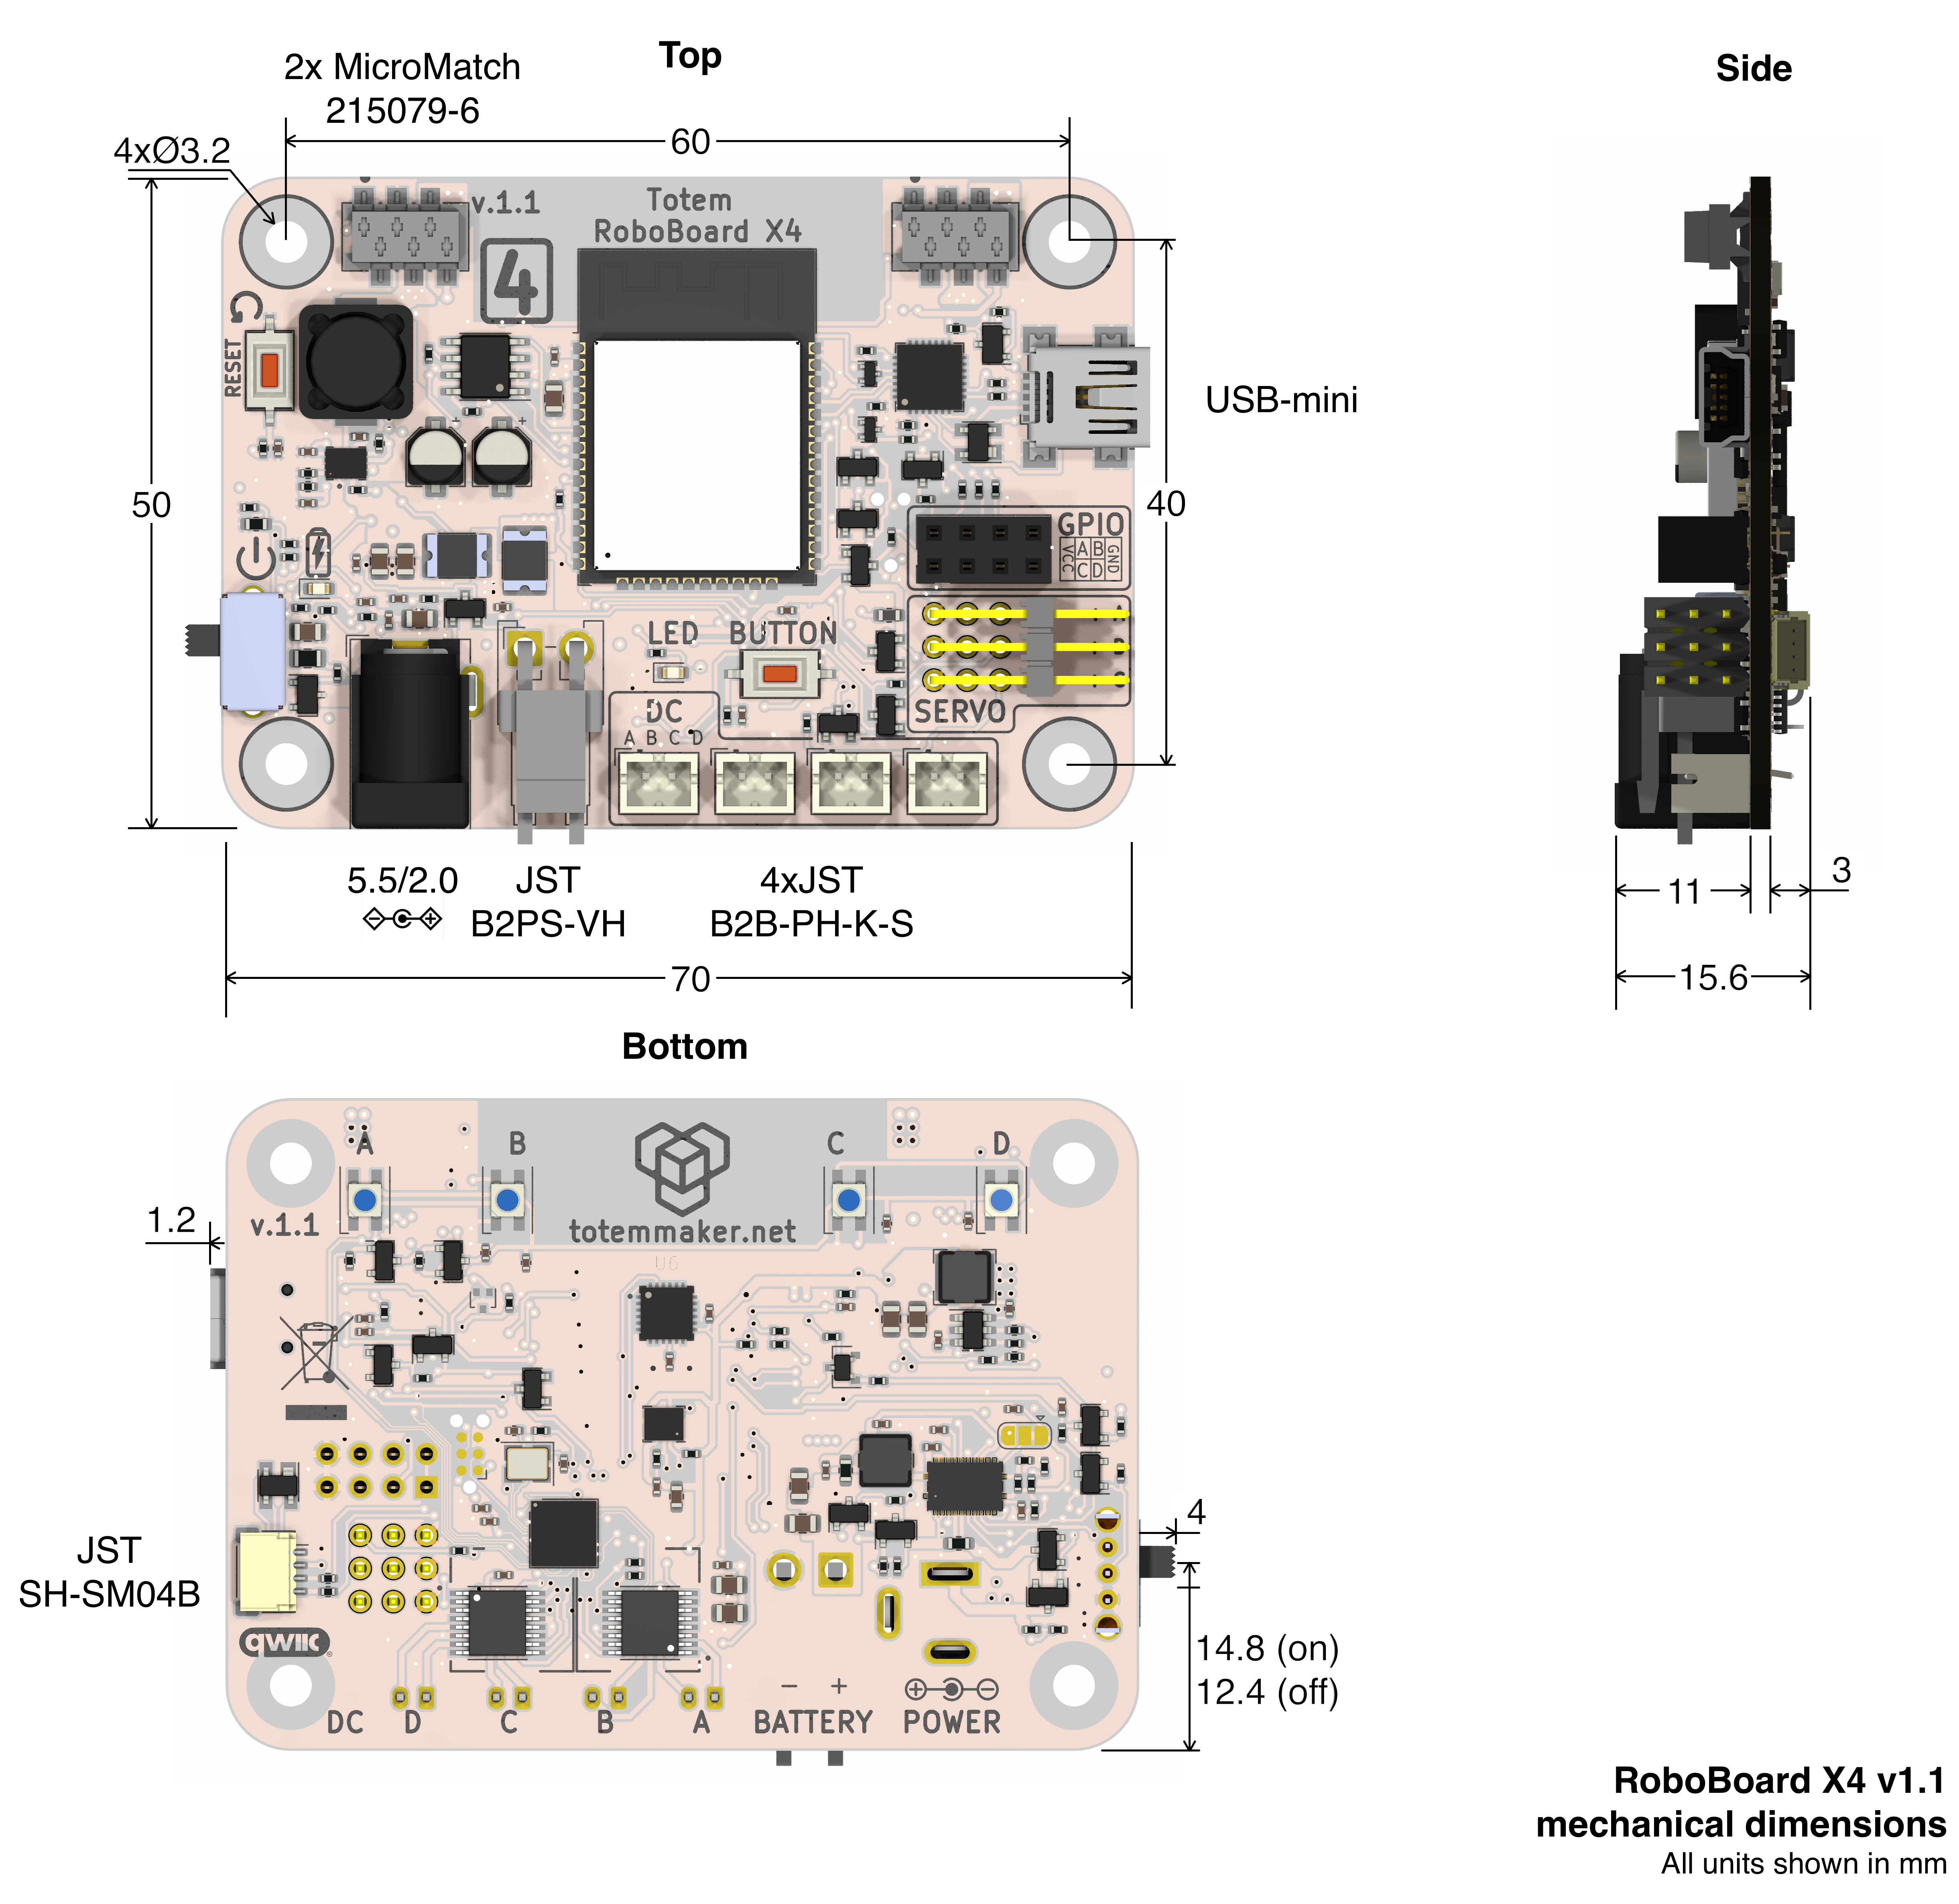 Top
Side
2x MicroMatch
215079-6
4xØ3.2
60
v.1.1
Totem
RoboBoard X4
4
RESET
USB-mini
50
40
GPIO
VCC
AB
CD
GND
LED
BUTTON
SERVO
DC
A B C D
5.5/2.0
JST
B2PS-VH
4xJST
B2B-PH-K-S
11
3
70
15.6
Bottom
A
B
C
D
1.2
v.1.1
totemmaker.net
U6
4
JST
SH-SM04B
qwiic
14.8 (on)
12.4 (off)
- +
DC
D
C
B
A
BATTERY
POWER
RoboBoard X4 v1.1
mechanical dimensions
All units shown in mm